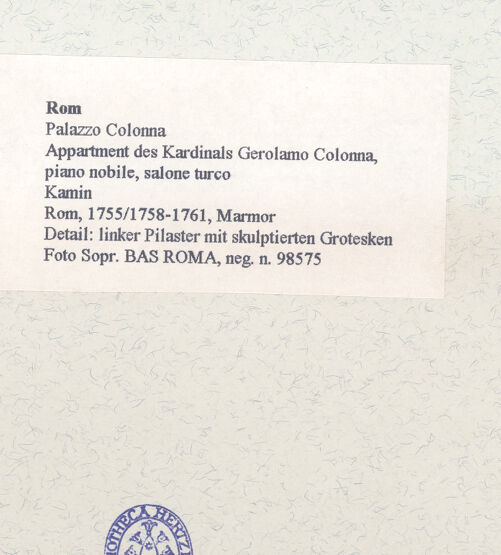 Rom
Palazzo Colonna
Appartment des Kardinals Gerolamo Colonna,
piano nobile, salone turco
Kamin
Rom, 1755/1758-1761, Marmor
Detail: linker Pilaster mit skulptierten Grotesken
Foto Sopr. BAS ROMA, neg. n. 98575